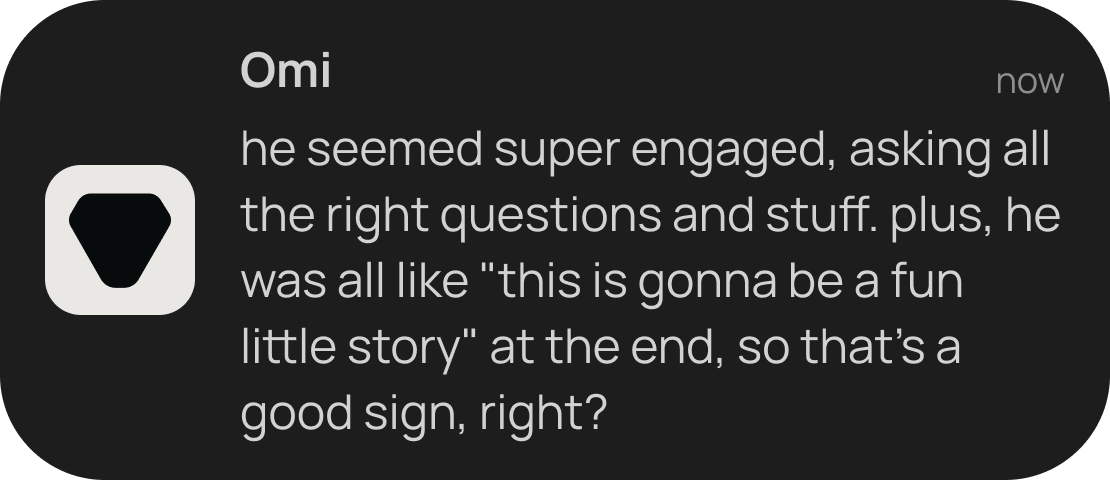 Omi
now
he seemed super engaged, asking all
the right questions and stuff. plus, he
was all like "this is gonna be a fun
little story" at the end, so that’s a
good sign, right?